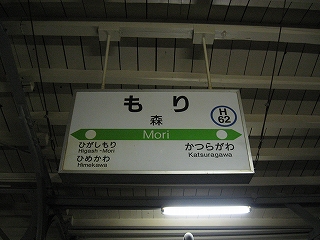 もり
森
H
62
Mori
ひがしもり
Higashi-Mori
ひめかわ
Himekawa
かつらがわ
Katsuragawa